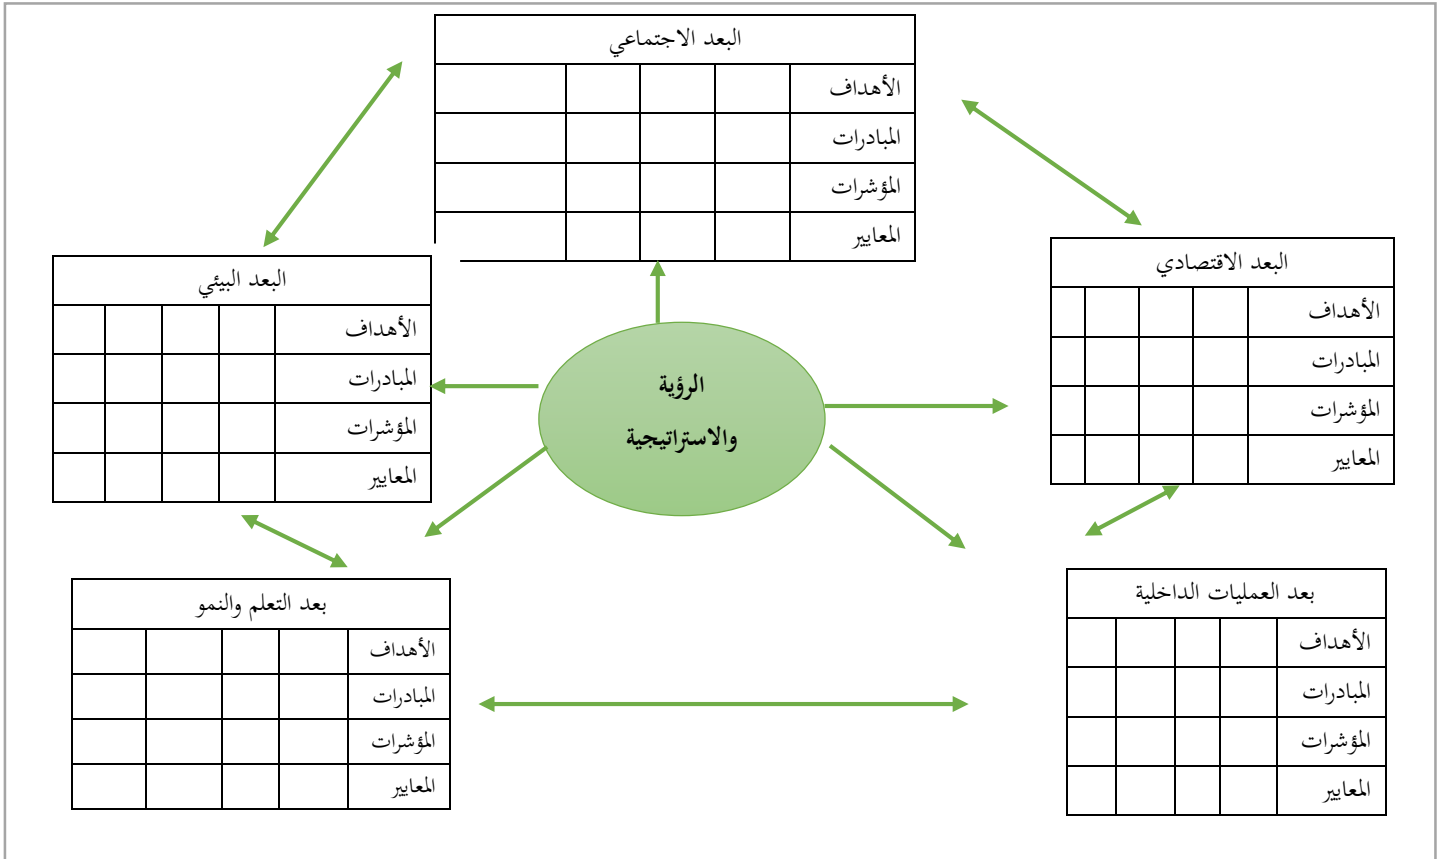 البعد الاجتماعي
الأهداف
المبادرات
المؤشرات
المعايير
البعد الاقتصادي
الأهداف
المبادرات
المؤشرات
المعايير
البعد البيئي
الأهداف
المبادرات
المؤشرات
المعايير
الرؤية
والاستراتيجية
بعد العمليات الداخلية
الأهداف
المبادرات
المؤشرات
المعايير
بعد التعلم والنمو
الأهداف
المبادرات
المؤشرات
المعايير